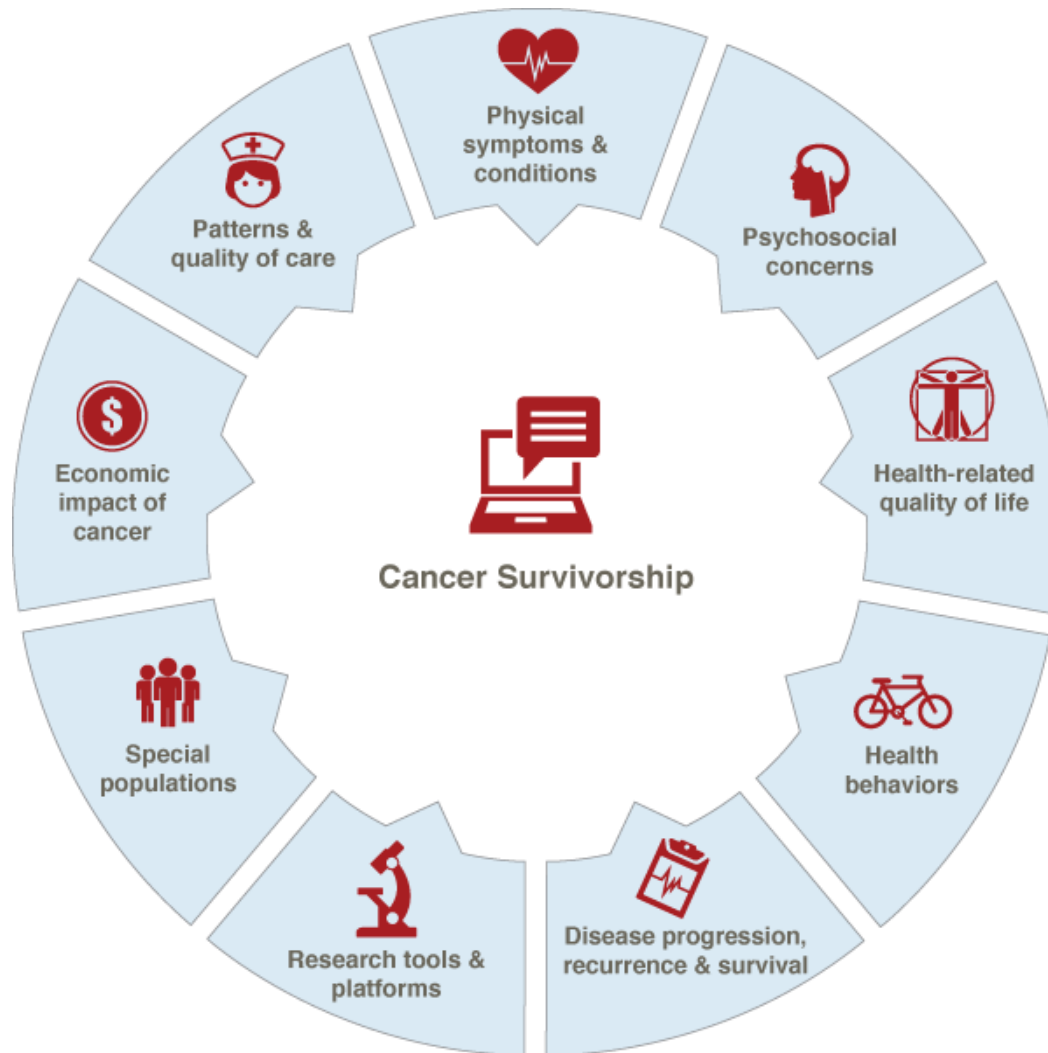 Physical
symptoms &
conditions
Psychosocial
concerns
Health-related
quality of life
Health
behaviors
Disease progression,
recurrence & survival
Research tools &
platforms
Special
populations
Economic
impact of
cancer
$
Patterns &
quality of care
Cancer Survivorship